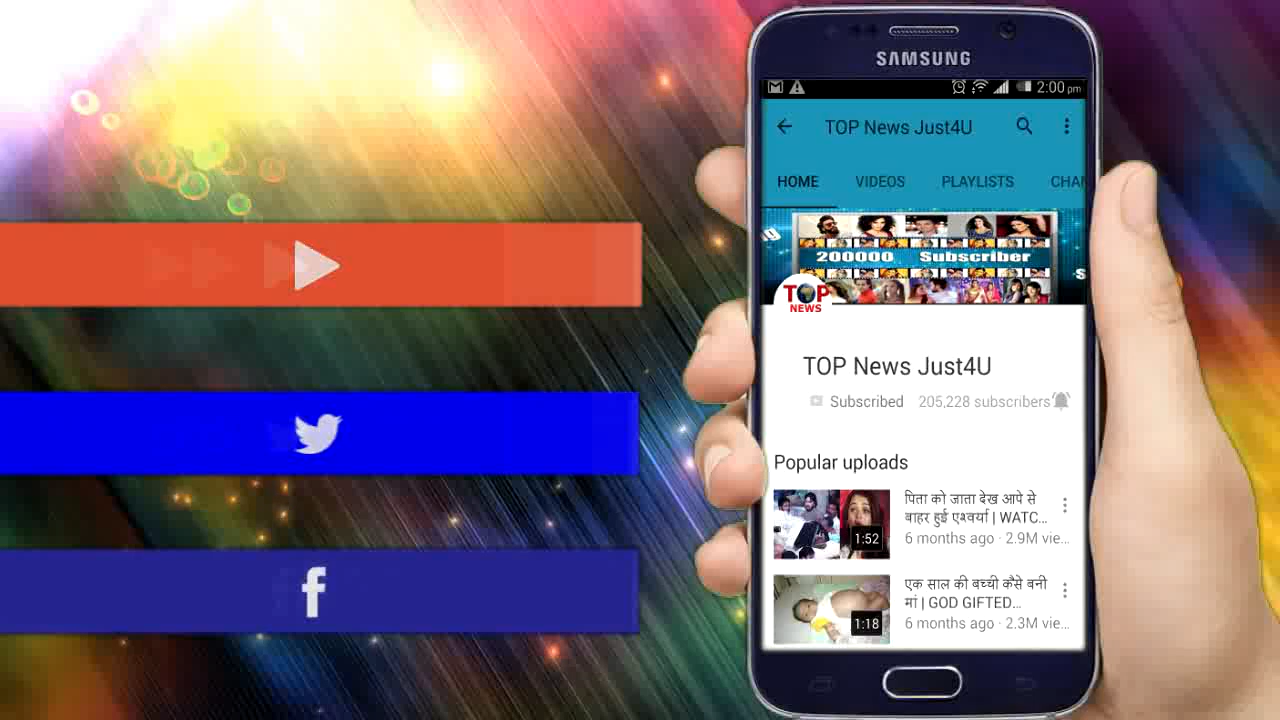 SAMSUNG
2:00 pm
TOP News Just4U
HOME VIDEOS PLAYLISTS CHA
200000 Subscriber
TOP
NEWS
TOP News Just4U
Subscribed 205,228 subscribers
Popular uploads
पिता को जाता देख आपे से
बाहर हुई एश्वर्या | WATC...
6 months ago · 2.9M vie...
1:52
एक साल की बच्ची कैसे बनी
मां | GOD GIFTED...
6 months ago · 2.3M vie...
1:18